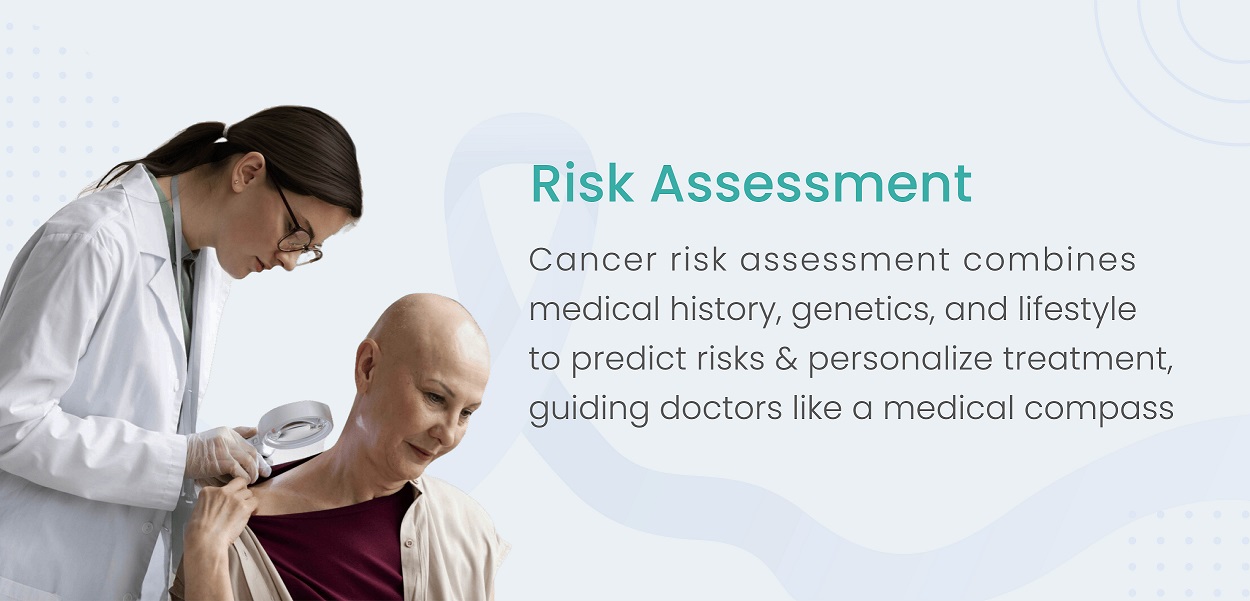 Risk Assessment
Cancer risk assessment combines
medical history, genetics, and lifestyle
to predict risks & personalize treatment,
guiding doctors like a medical compass